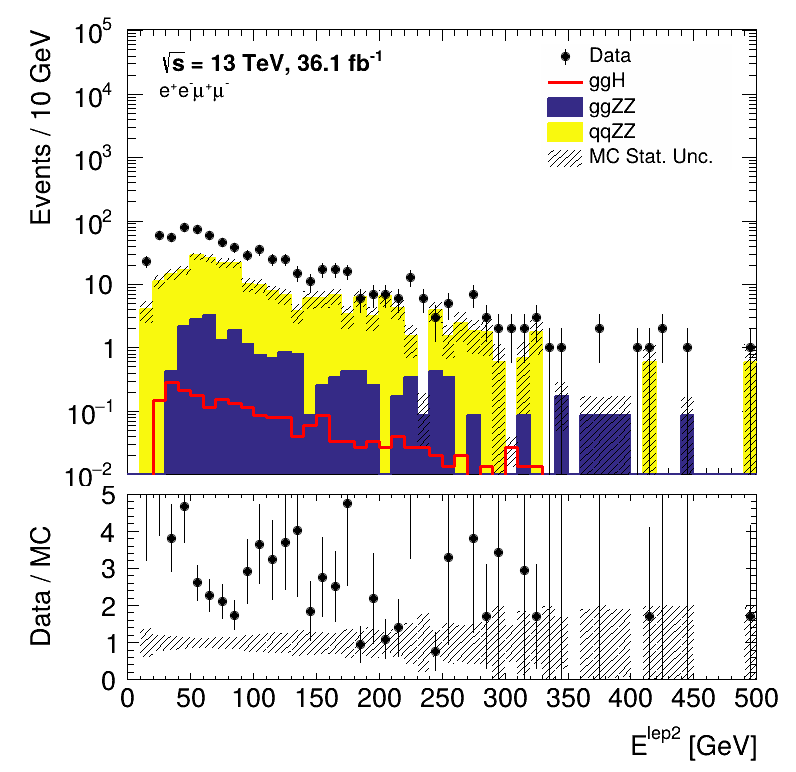 Events / 10 GeV
10⁵
10⁴
10³
10²
10
1
10⁻¹
10⁻²
√s = 13 TeV, 36.1 fb⁻¹
e⁺e⁻μ⁺μ⁻
Data
ggH
ggZZ
qqZZ
MC Stat. Unc.
Data / MC
5
4
3
2
1
0
0 50 100 150 200 250 300 350 400 450 500
E^lep2 [GeV]